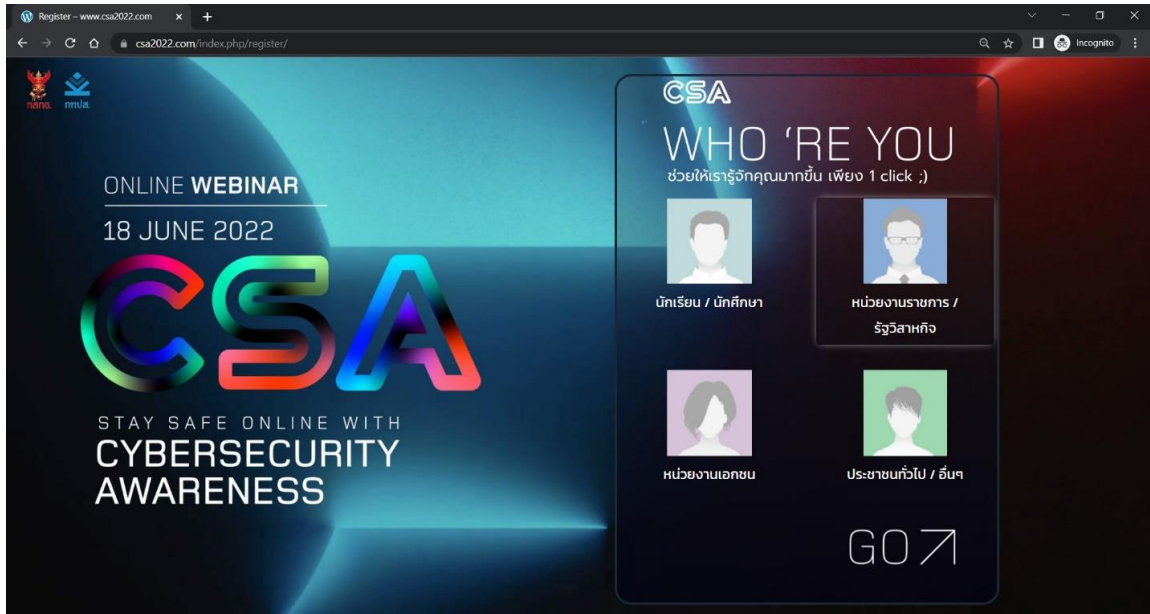 Register – www.csa2022.com
csa2022.com/index.php/register/
Incognito
กสทช. กทปส.
ONLINE WEBINAR
18 JUNE 2022
CSA
STAY SAFE ONLINE WITH
CYBERSECURITY
AWARENESS
CSA
WHO 'RE YOU
ช่วยให้เรารู้จักคุณมากขึ้น เพียง 1 click ;)
นักเรียน / นักศึกษา
หน่วยงานราชการ /
รัฐวิสาหกิจ
หน่วยงานเอกชน
ประชาชนทั่วไป / อื่นๆ
GO